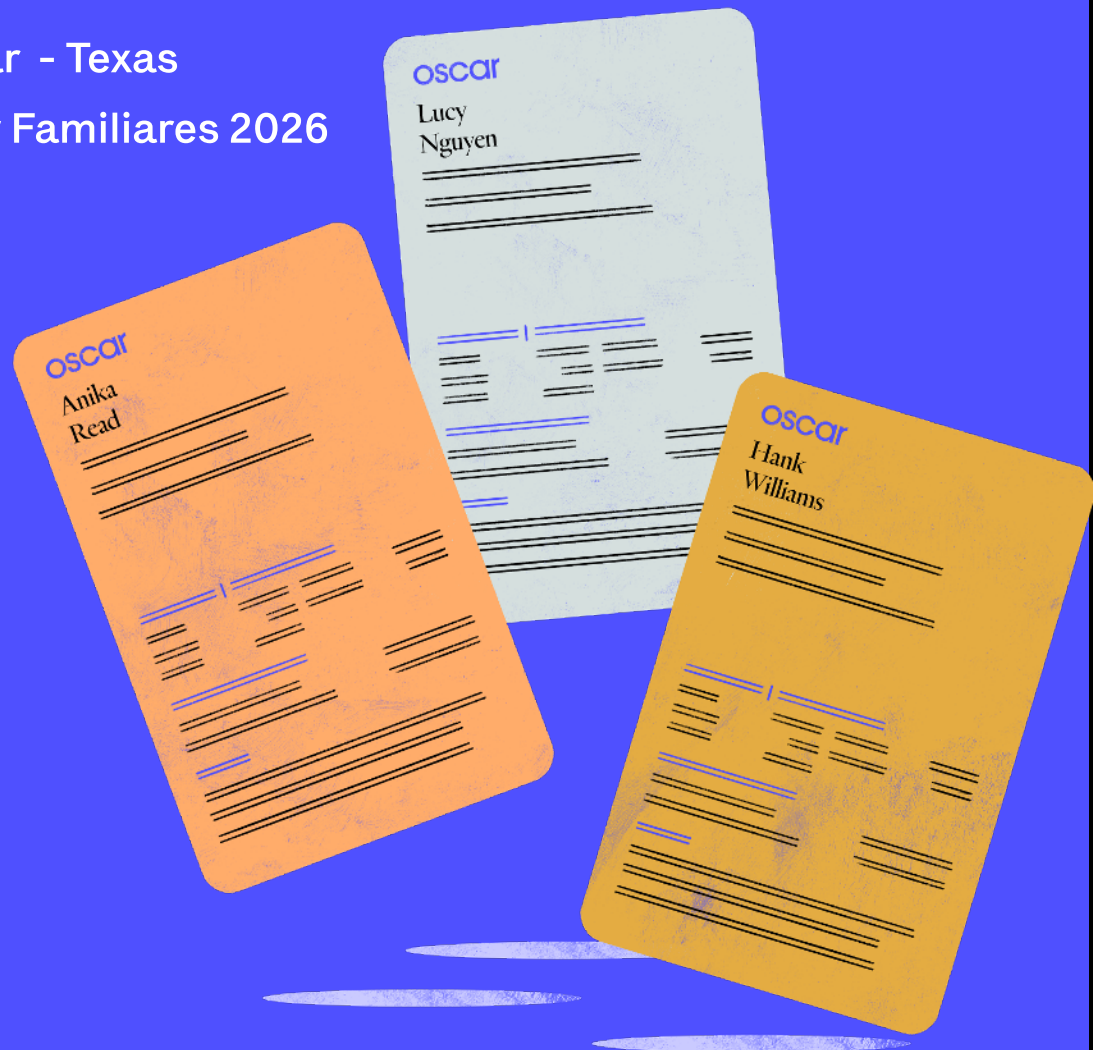 - Texas
Familiares 2026
oscar
Lucy
Nguyen
oscar
Anika
Read
oscar
Hank
Williams